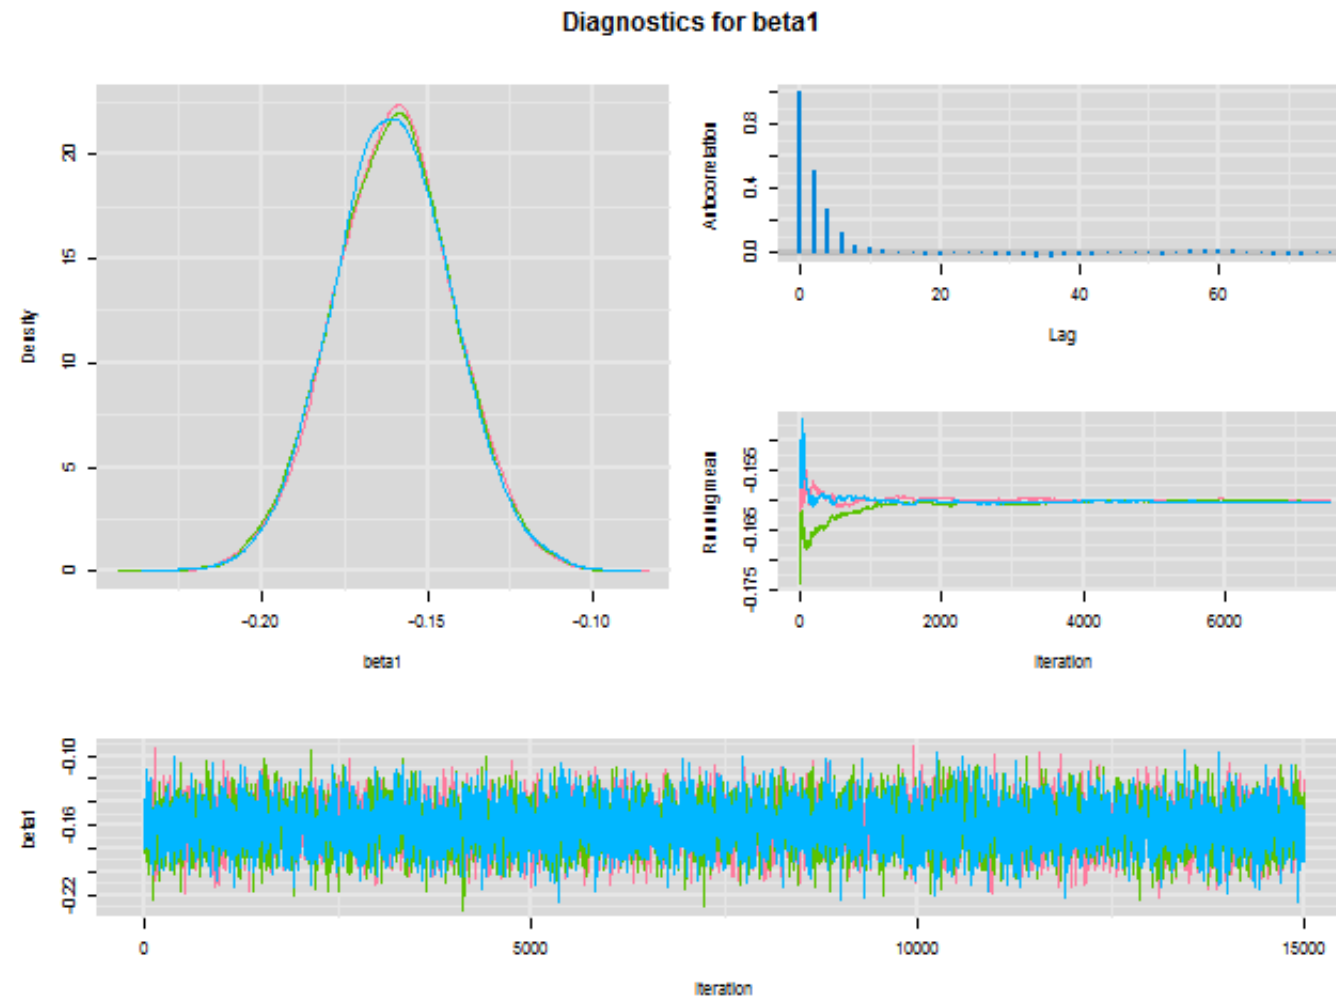 Diagnostics for beta1
Density
0 5 10 15 20
-0.20 -0.15 -0.10
beta1
Autocorrelation
0.0 0.4 0.8
0 20 40 60
Lag
Running mean
-0.175 -0.165 -0.155
0 2000 4000 6000
Iteration
beta1
-0.22 -0.16 -0.10
0 5000 10000 15000
Iteration